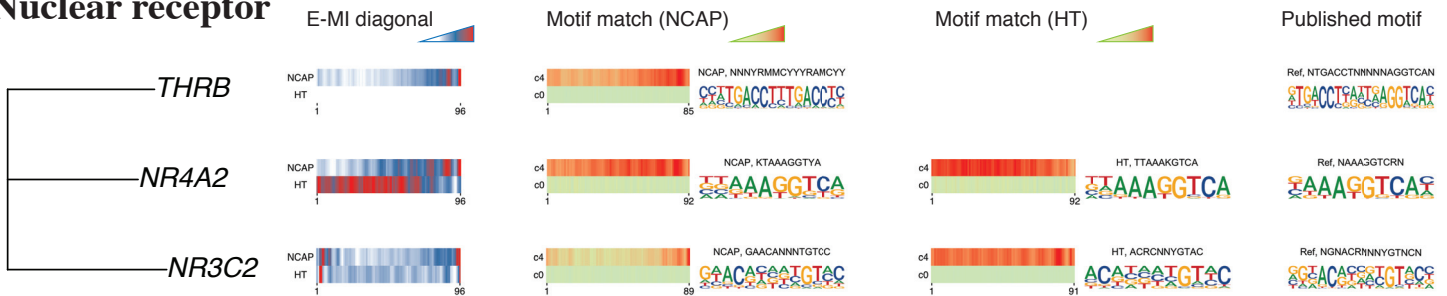 Nuclear receptor
E-MI diagonal
Motif match (NCAP)
Motif match (HT)
Published motif
THRB
NCAP
HT
1 96
c4
c0
1 85
NCAP, NNNYRMMCYYYRAMCYY
Ref, NTGACCTNNNNNAGGTCAN
NR4A2
NCAP
HT
1 96
c4
c0
1 92
NCAP, KTAAAGGTYA
TTAAAGGTCA
c4
c0
1 92
HT, TTAAAKGTCA
TTAAAGGTCA
Ref, NAAAGGTCRN
NR3C2
NCAP
HT
1 96
c4
c0
1 89
NCAP, GAACANNNTGTCC
c4
c0
1 91
HT, ACRCNNYGTAC
Ref, NGNACRNNNYGTNCN